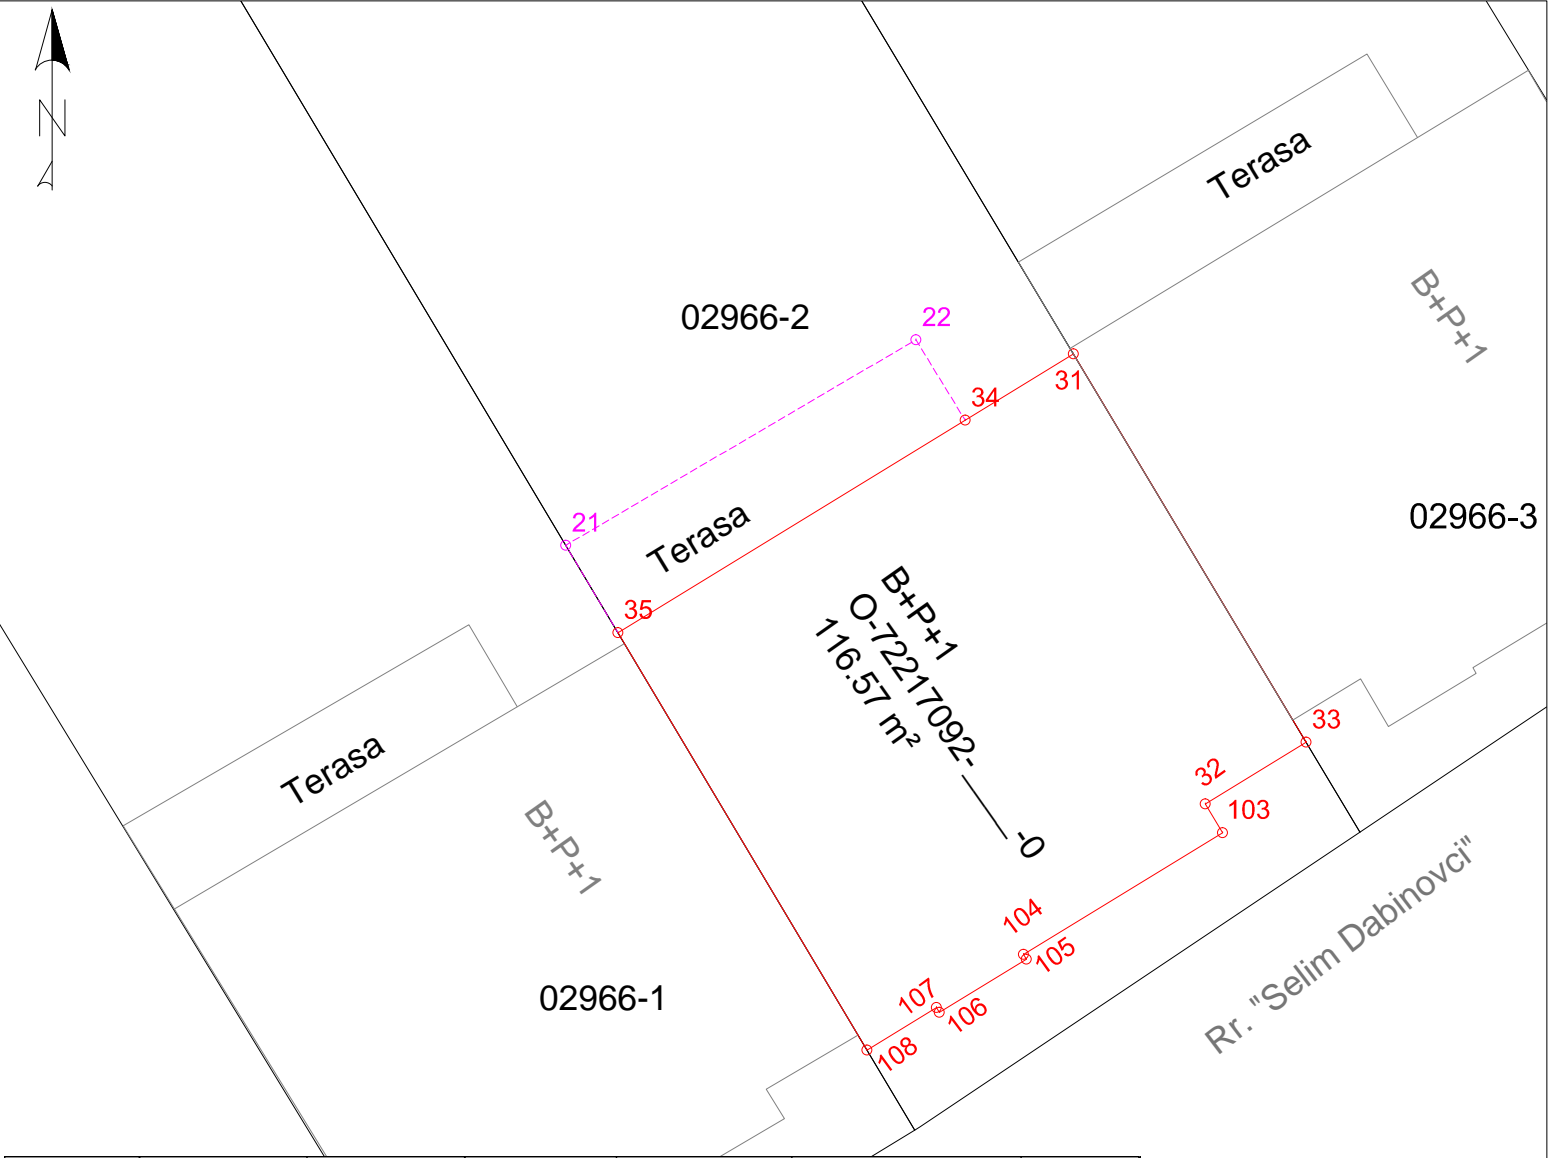 N
Terasa
B+P+1
02966-2
22
34
31
02966-3
21
Terasa
35
B+P+1
O-72217092-
-0
116.57 m²
33
32
103
Terasa
B+P+1
104
105
107
106
108
02966-1
Rr. "Selim Dabinovci"